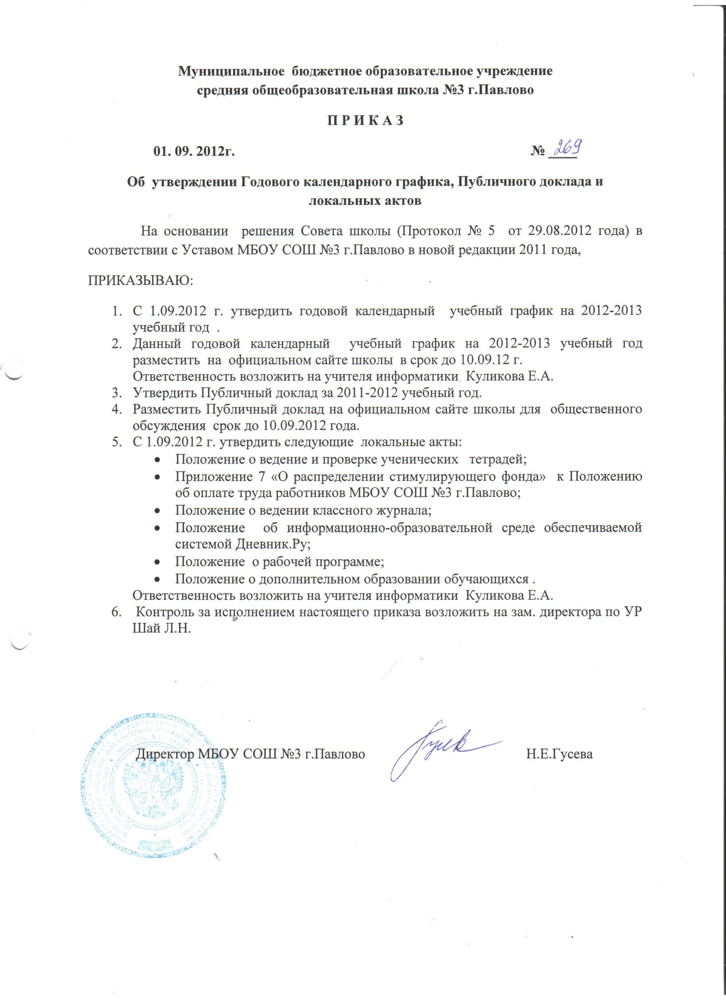 Муниципальное бюджетное образовательное учреждение
средняя общеобразовательная школа №3 г.Павлово
П Р И К А З
01. 09. 2012г. № 269
Об утверждении Годового календарного графика, Публичного доклада и
локальных актов
На основании решения Совета школы (Протокол № 5 от 29.08.2012 года) в
соответствии с Уставом МБОУ СОШ №3 г.Павлово в новой редакции 2011 года,
ПРИКАЗЫВАЮ:
1. С 1.09.2012 г. утвердить годовой календарный учебный график на 2012-2013
учебный год .
2. Данный годовой календарный учебный график на 2012-2013 учебный год
разместить на официальном сайте школы в срок до 10.09.12 г.
Ответственность возложить на учителя информатики Куликова Е.А.
3. Утвердить Публичный доклад за 2011-2012 учебный год.
4. Разместить Публичный доклад на официальном сайте школы для общественного
обсуждения срок до 10.09.2012 года.
5. С 1.09.2012 г. утвердить следующие локальные акты:
• Положение о ведение и проверке ученических тетрадей;
• Приложение 7 «О распределении стимулирующего фонда» к Положению
об оплате труда работников МБОУ СОШ №3 г.Павлово;
• Положение о ведении классного журнала;
• Положение об информационно-образовательной среде обеспечиваемой
системой Дневник.Ру;
• Положение о рабочей программе;
• Положение о дополнительном образовании обучающихся .
Ответственность возложить на учителя информатики Куликова Е.А.
6. Контроль за исполнением настоящего приказа возложить на зам. директора по УР
Шай Л.Н.
Директор МБОУ СОШ №3 г.Павлово Н.Е.Гусева